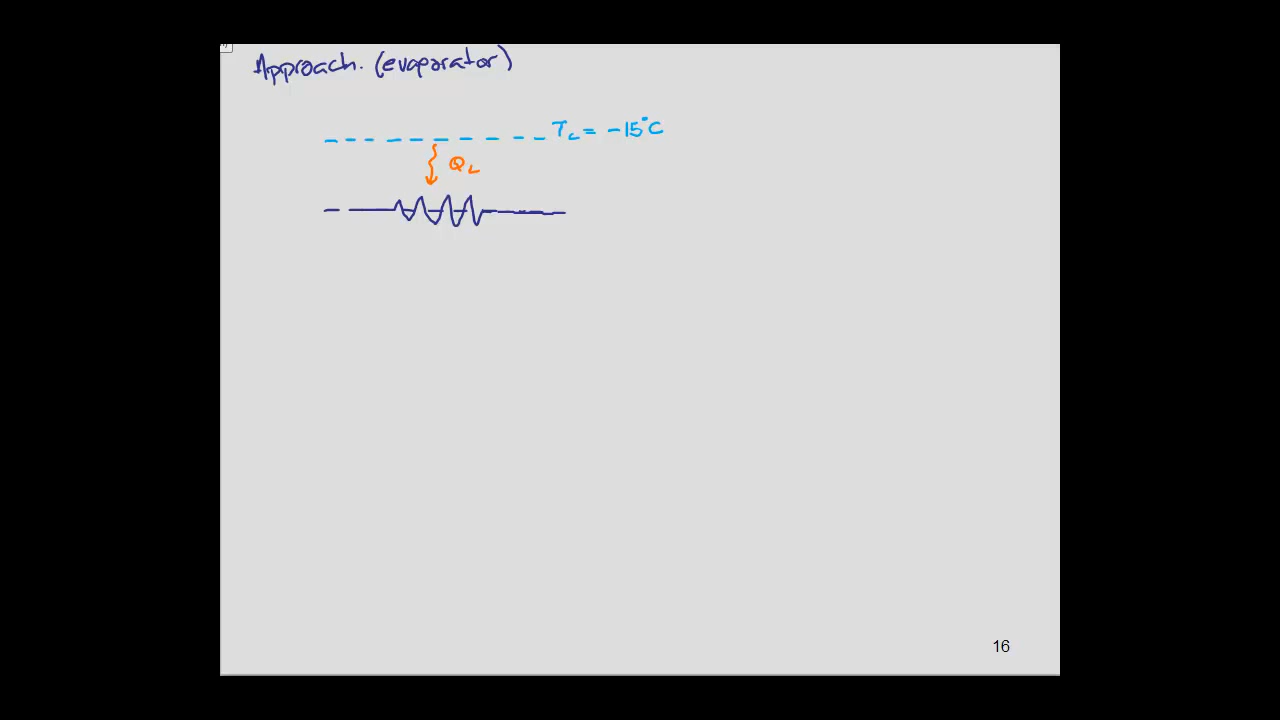 Approach. (evaporator)
T_L = -15°C
Q_L
16